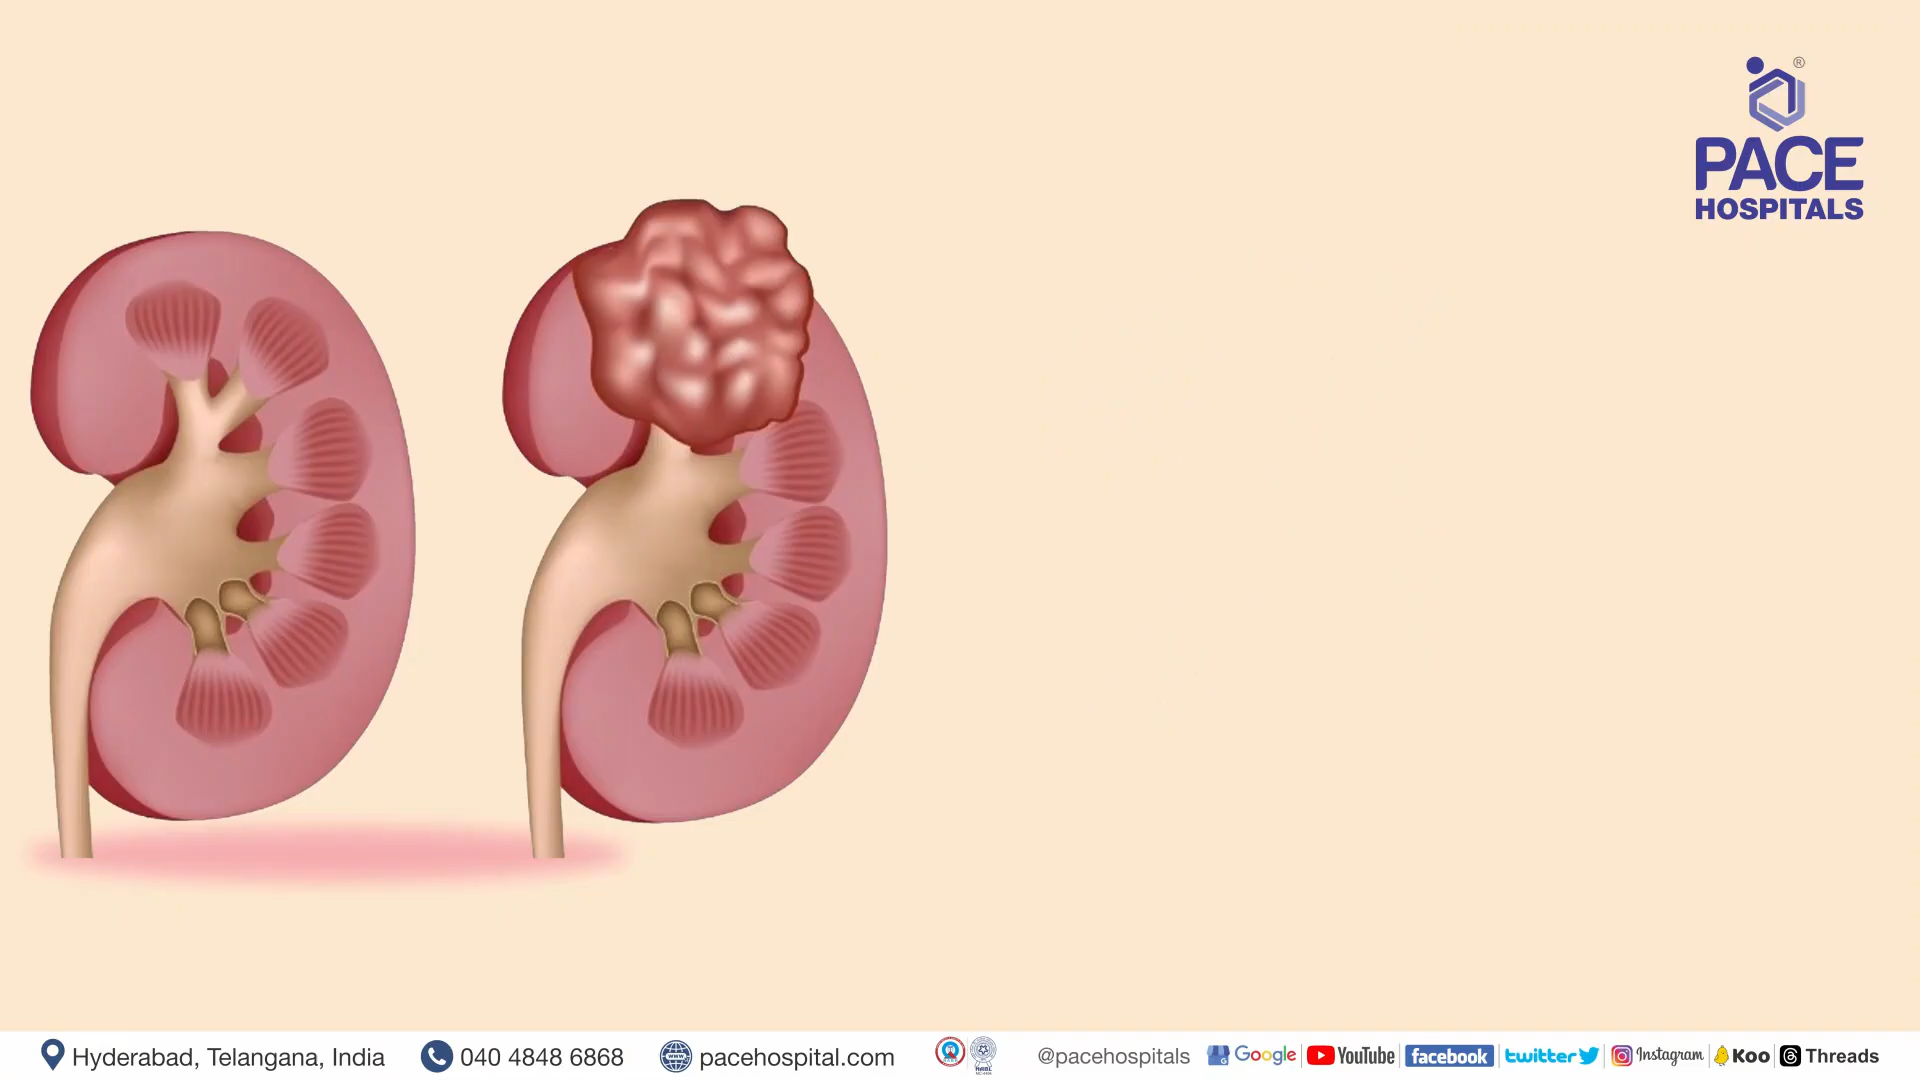 ®
PACE
HOSPITALS
Hyderabad, Telangana, India 040 4848 6868 pacehospital.com @pacehospitals Google YouTube facebook twitter Instagram Koo Threads